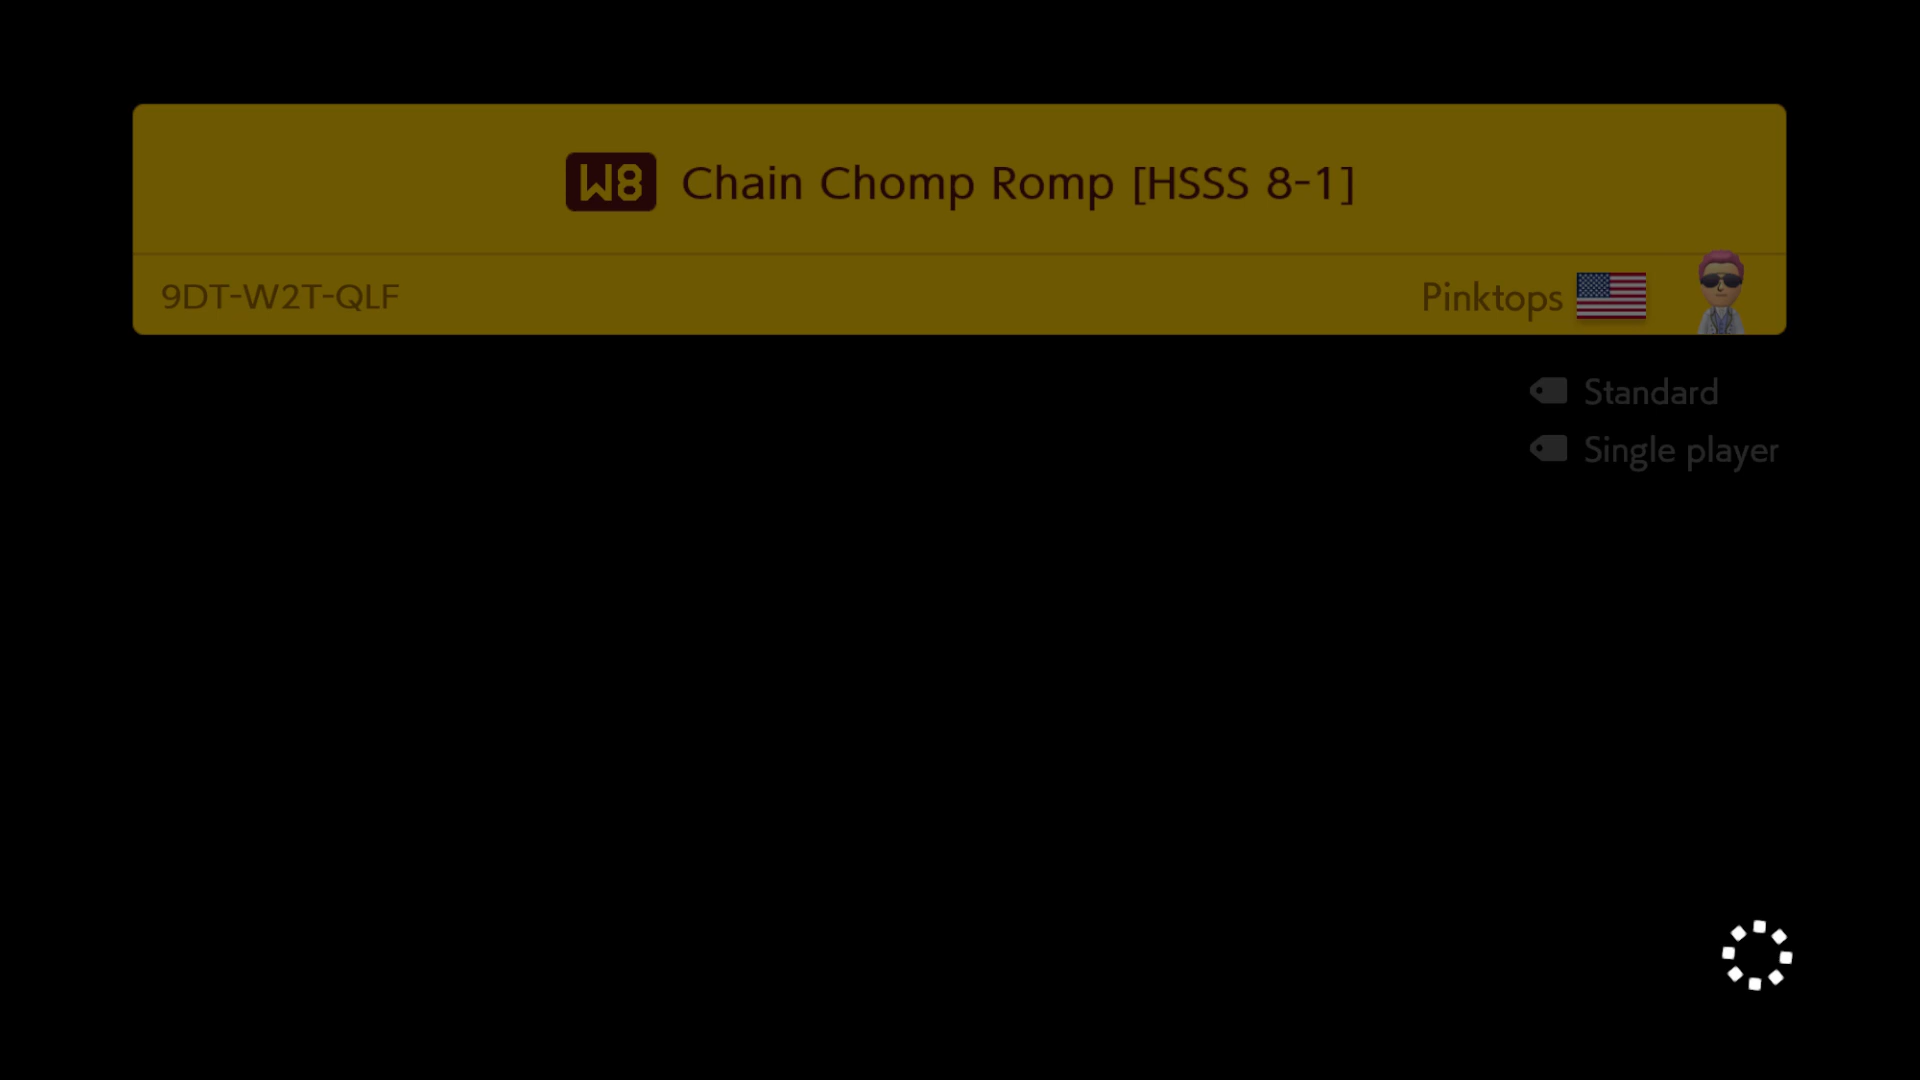 W8 Chain Chomp Romp [HSSS 8-1]
9DT-W2T-QLF
Pinktops
Standard
Single player